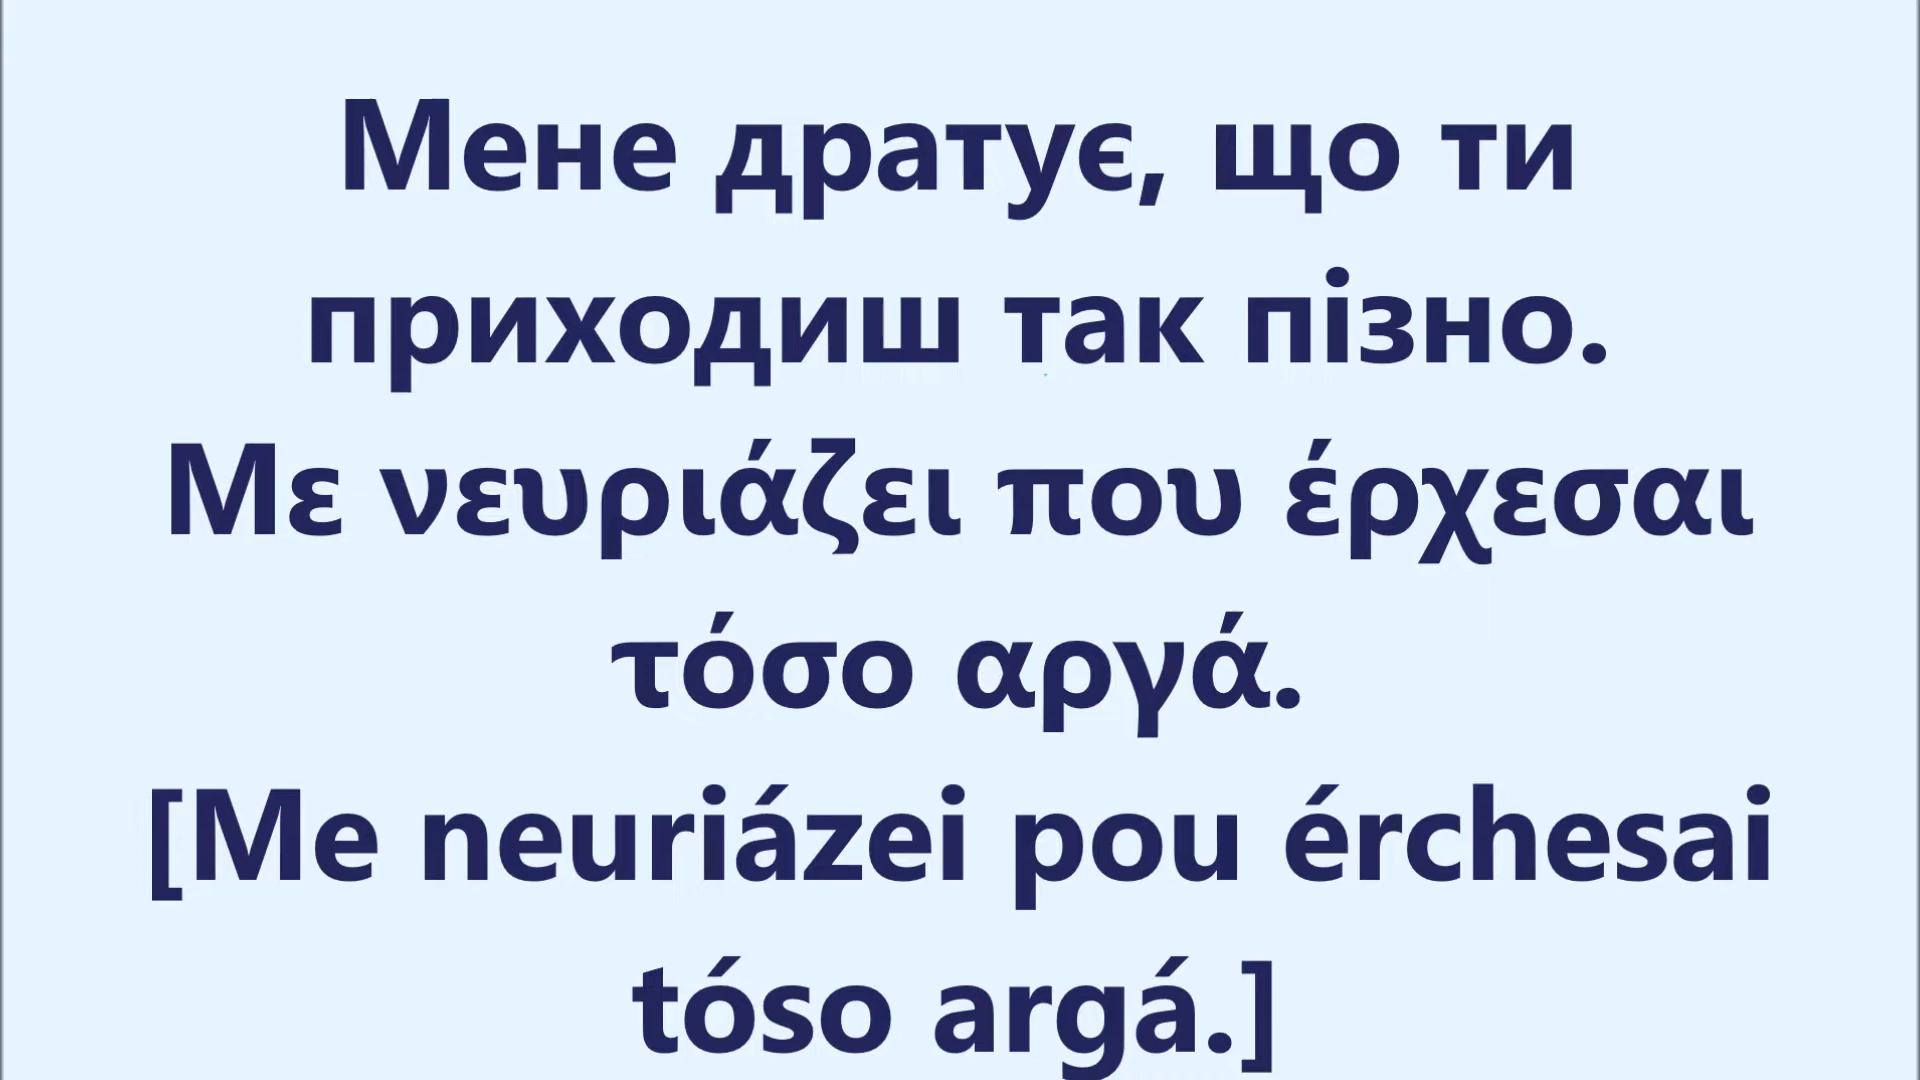 Мене дратує, що ти
приходиш так пізно.
Με νευριάζει που έρχεσαι
τόσο αργά.
[Me neuriázei pou érchesai
tóso argá.]